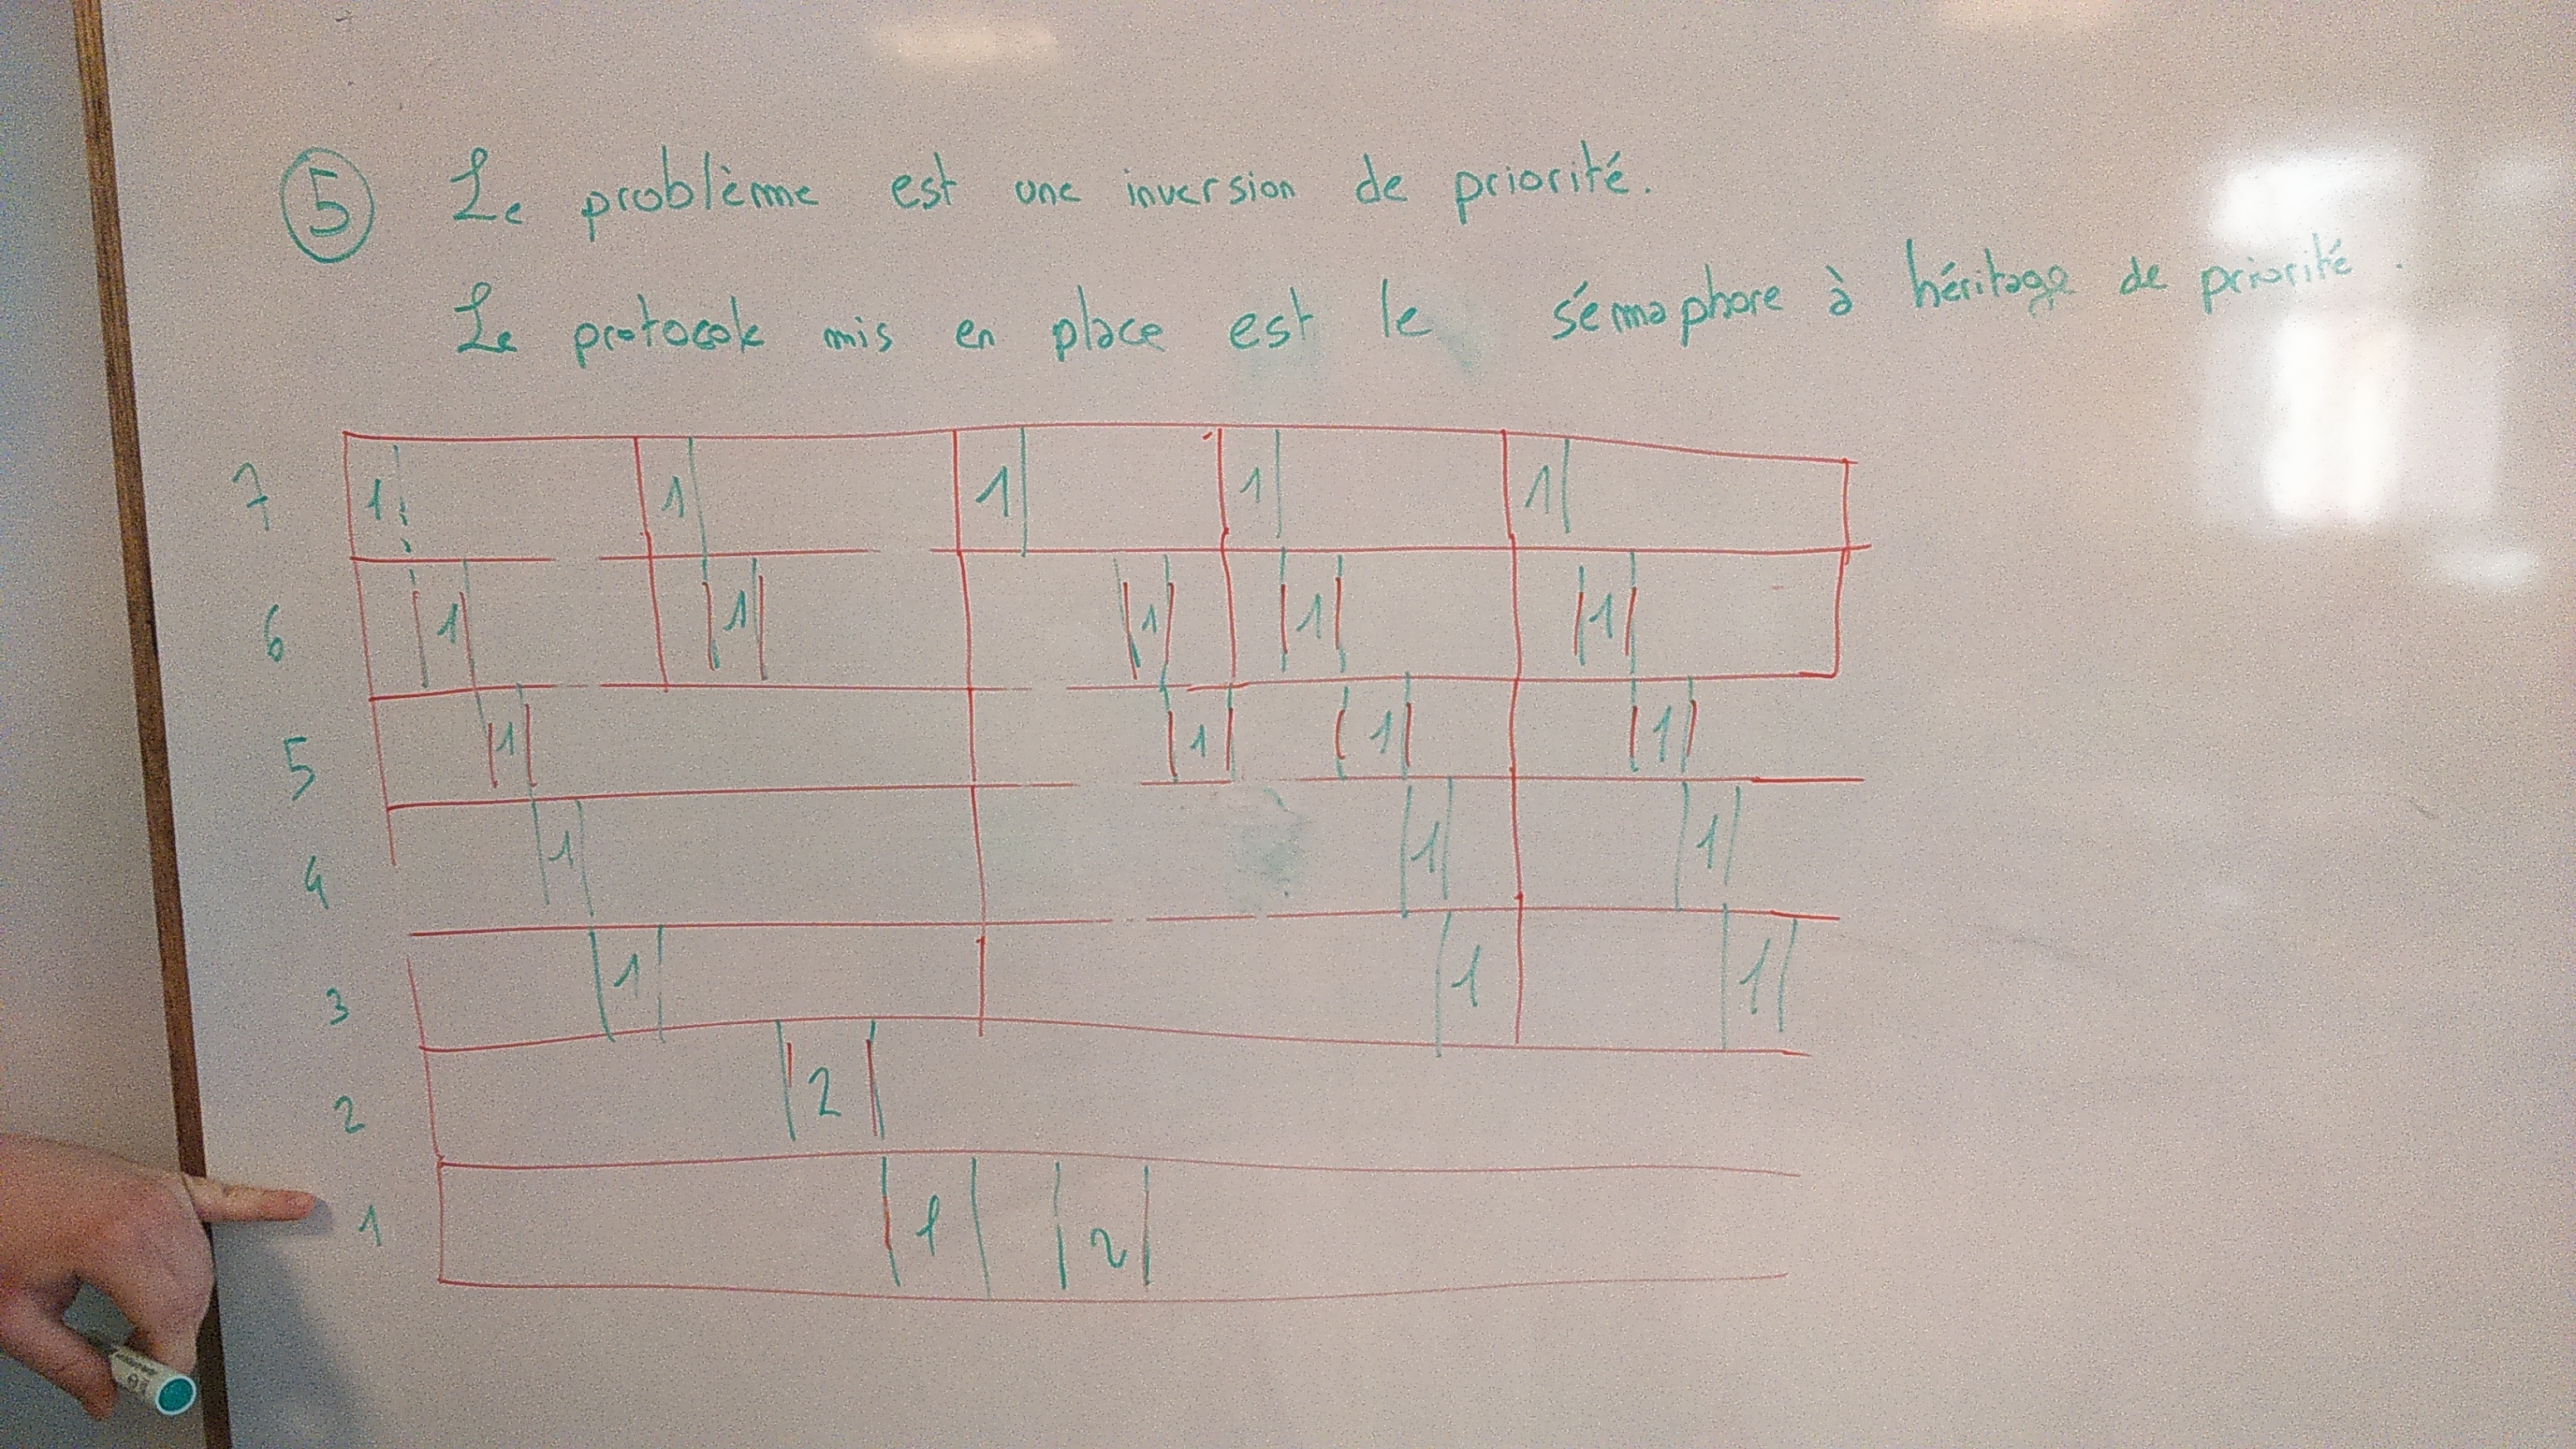 ⑤ Le problème est une inversion de priorité.
Le protocole mis en place est le sémaphore à héritage de priorité.
7 1 1 1 1 1
6 1 1 1 1 1
5 1 1 1 1
4 1 1 1
3 1 1 1
2 2
1 1 2